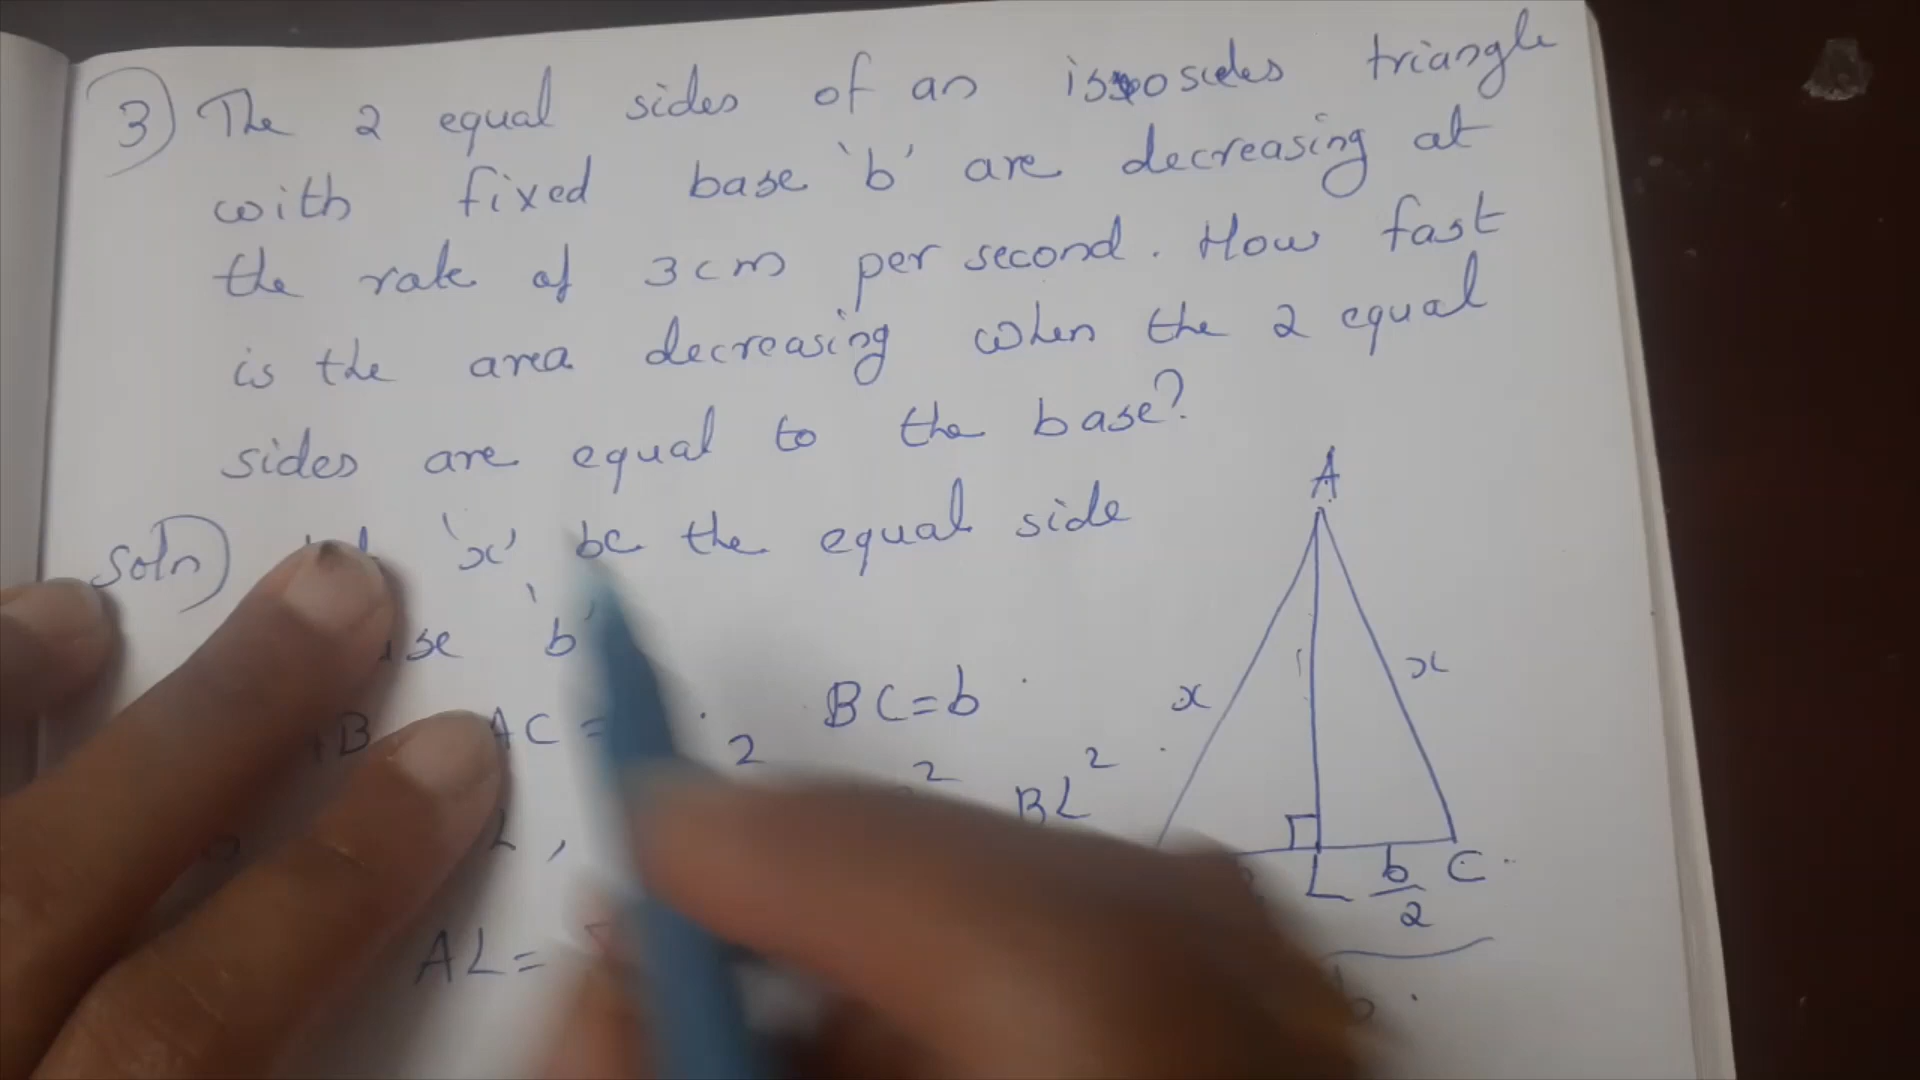 3) The 2 equal sides of an isosceles triangle
with fixed base 'b' are decreasing at
the rate of 3cm per second. How fast
is the area decreasing when the 2 equal
sides are equal to the base?
Soln) 'x' be the equal side
'b'
AC = BC = b
2 2 BL²
AL =
A
x x
L b/2 C
b